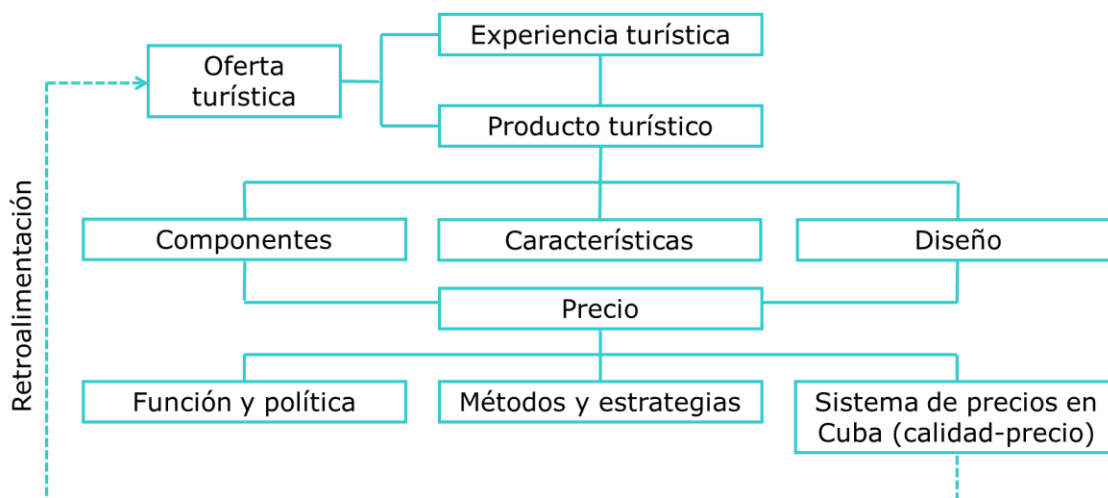 Experiencia turística
Oferta
turística
Producto turístico
Retroalimentación
Componentes
Características
Diseño
Precio
Función y política
Métodos y estrategias
Sistema de precios en
Cuba (calidad-precio)